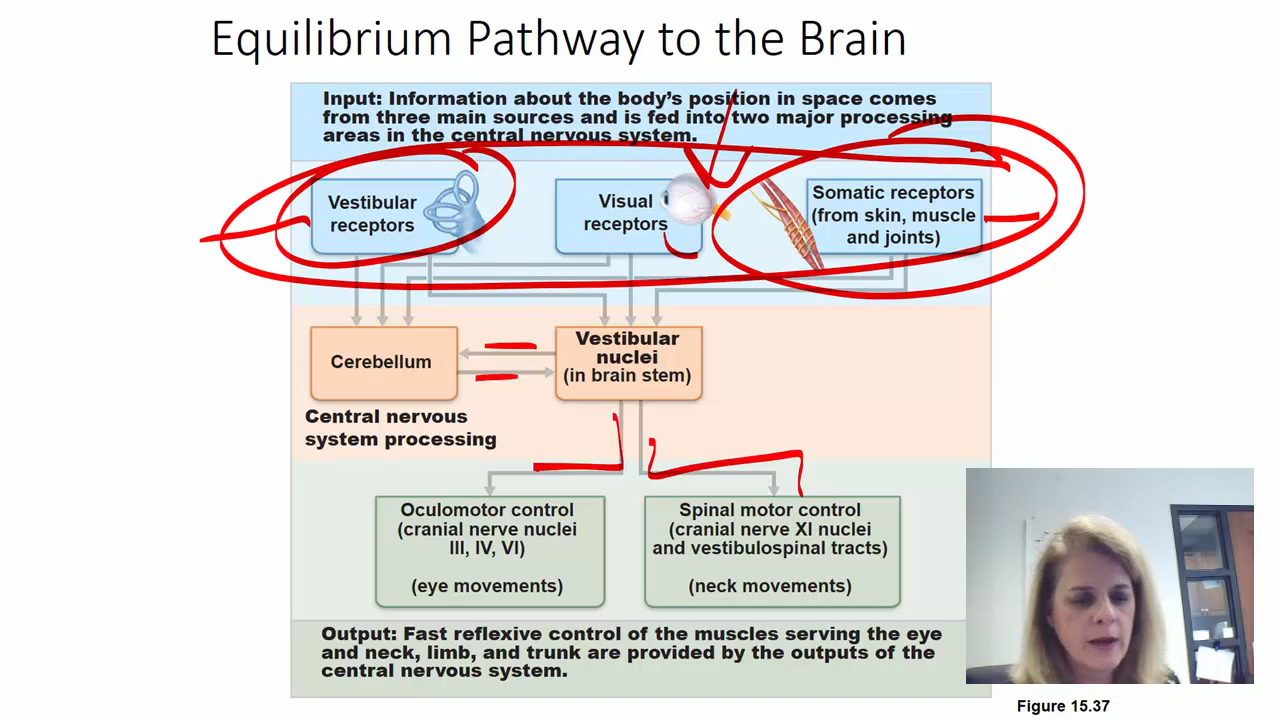 Equilibrium Pathway to the Brain
Input: Information about the body's position in space comes
from three main sources and is fed into two major processing
areas in the central nervous system.
Vestibular
receptors
Visual
receptors
Somatic receptors
(from skin, muscle
and joints)
Cerebellum
Vestibular
nuclei
(in brain stem)
Central nervous
system processing
Oculomotor control
(cranial nerve nuclei
III, IV, VI)
(eye movements)
Spinal motor control
(cranial nerve XI nuclei
and vestibulospinal tracts)
(neck movements)
Output: Fast reflexive control of the muscles serving the eye
and neck, limb, and trunk are provided by the outputs of the
central nervous system.
Figure 15.37